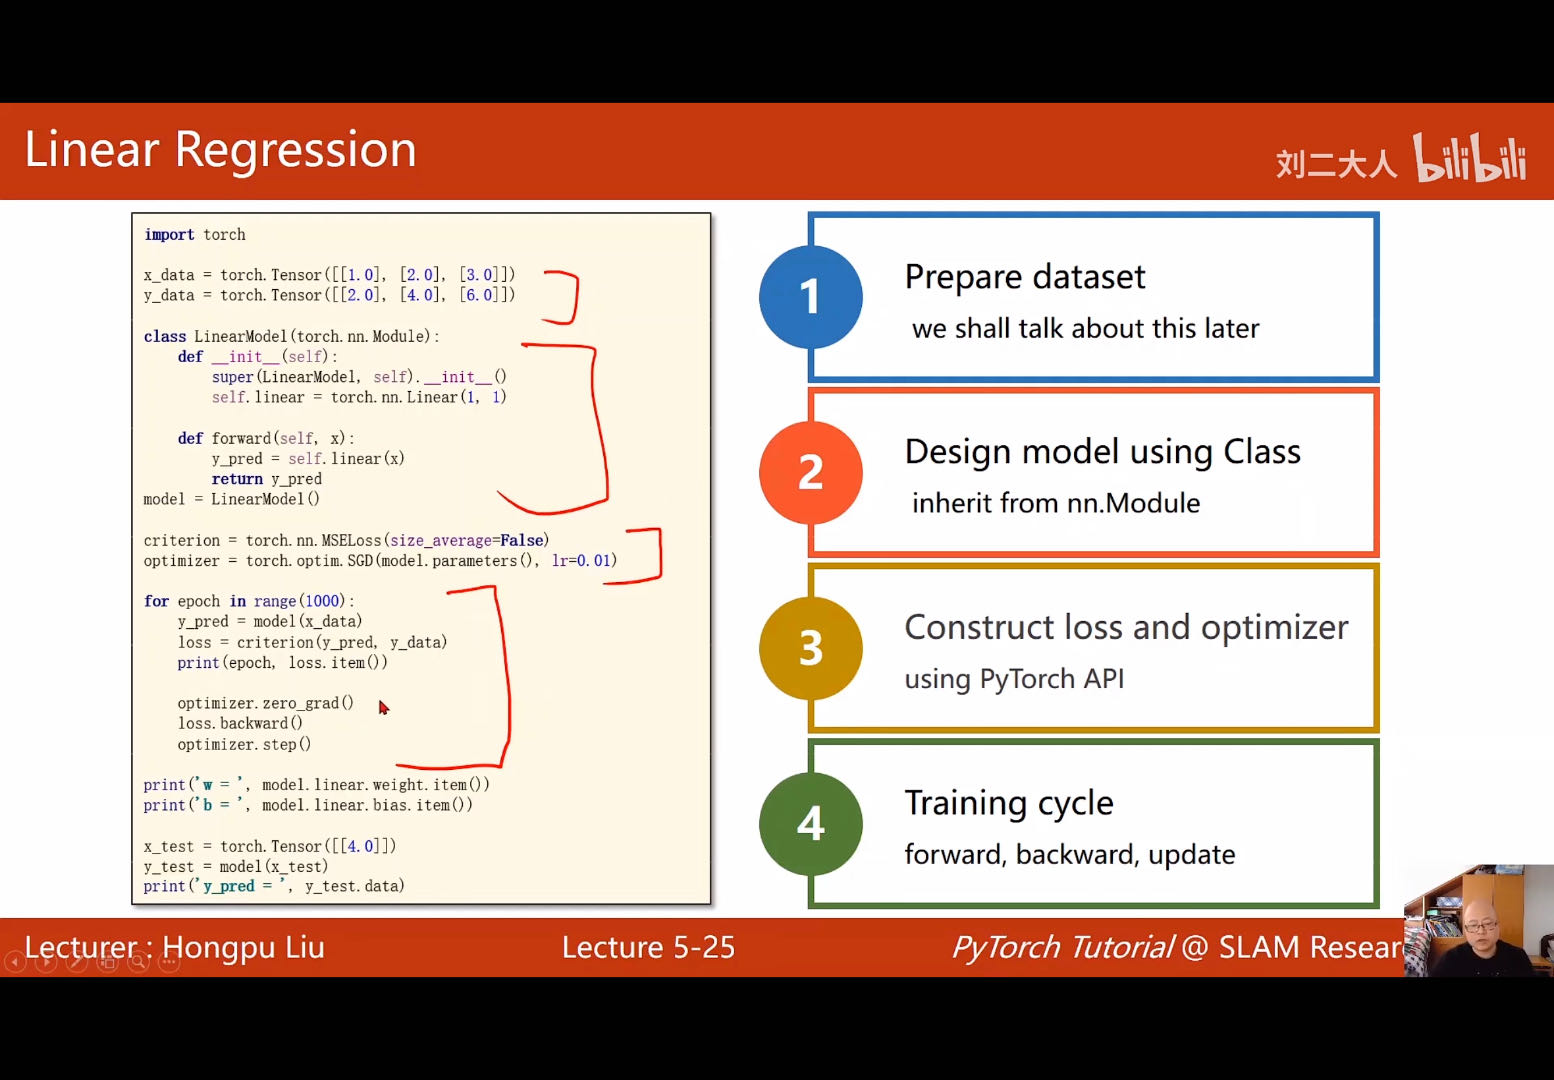 Linear Regression
刘二大人 bilibili
import torch
x_data = torch.Tensor([[1.0], [2.0], [3.0]])
y_data = torch.Tensor([[2.0], [4.0], [6.0]])
class LinearModel(torch.nn.Module):
    def __init__(self):
        super(LinearModel, self).__init__()
        self.linear = torch.nn.Linear(1, 1)
    def forward(self, x):
        y_pred = self.linear(x)
        return y_pred
model = LinearModel()
criterion = torch.nn.MSELoss(size_average=False)
optimizer = torch.optim.SGD(model.parameters(), lr=0.01)
for epoch in range(1000):
    y_pred = model(x_data)
    loss = criterion(y_pred, y_data)
    print(epoch, loss.item())
    optimizer.zero_grad()
    loss.backward()
    optimizer.step()
print('w = ', model.linear.weight.item())
print('b = ', model.linear.bias.item())
x_test = torch.Tensor([[4.0]])
y_test = model(x_test)
print('y_pred = ', y_test.data)
1
Prepare dataset
we shall talk about this later
2
Design model using Class
inherit from nn.Module
3
Construct loss and optimizer
using PyTorch API
4
Training cycle
forward, backward, update
Lecturer : Hongpu Liu
Lecture 5-25
PyTorch Tutorial @ SLAM Resear